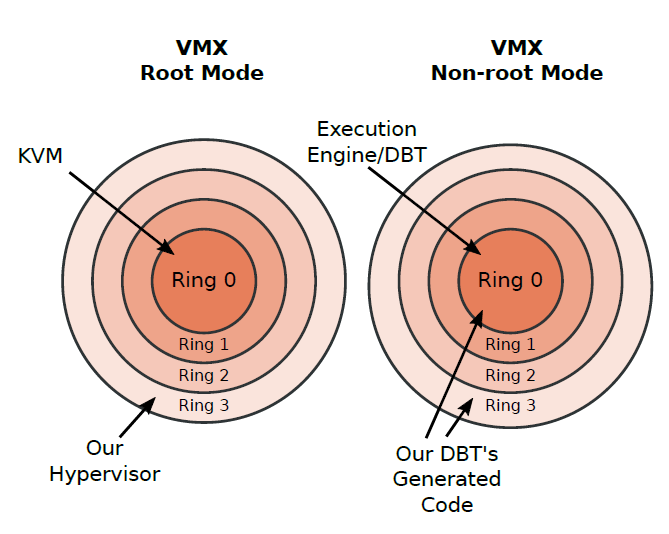 VMX
Root Mode
VMX
Non-root Mode
KVM
Execution
Engine/DBT
Ring 0
Ring 1
Ring 2
Ring 3
Ring 0
Ring 1
Ring 2
Ring 3
Our
Hypervisor
Our DBT's
Generated
Code